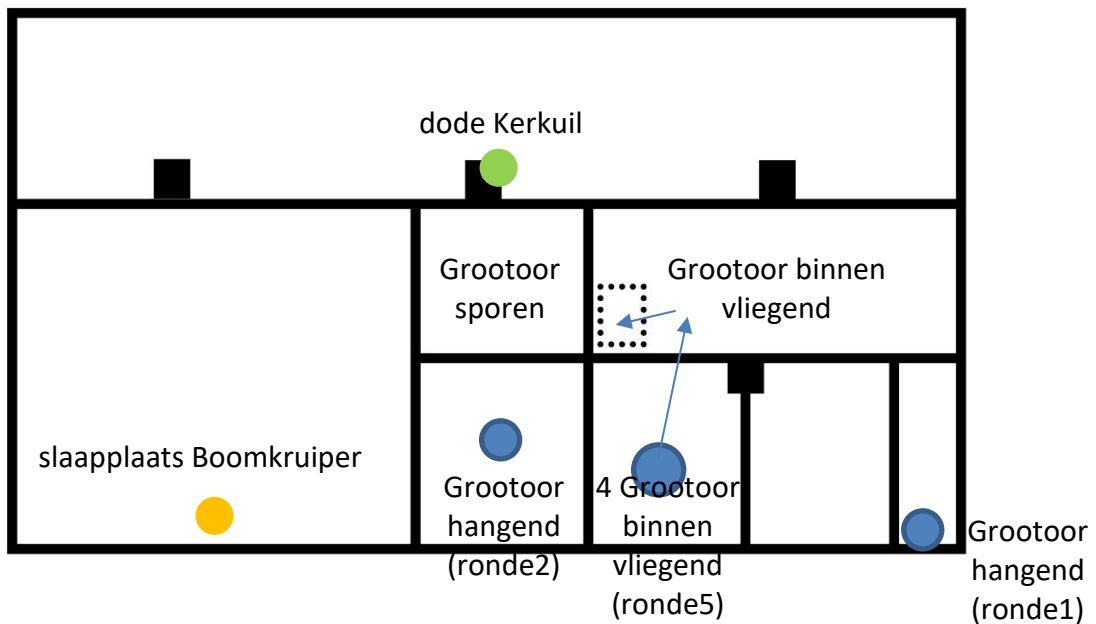 dode Kerkuil
Grootoor
sporen
Grootoor binnen
vliegend
slaapplaats Boomkruiper
Grootoor
hangend
(ronde2)
4 Grootoor
binnen
vliegend
(ronde5)
Grootoor
hangend
(ronde1)